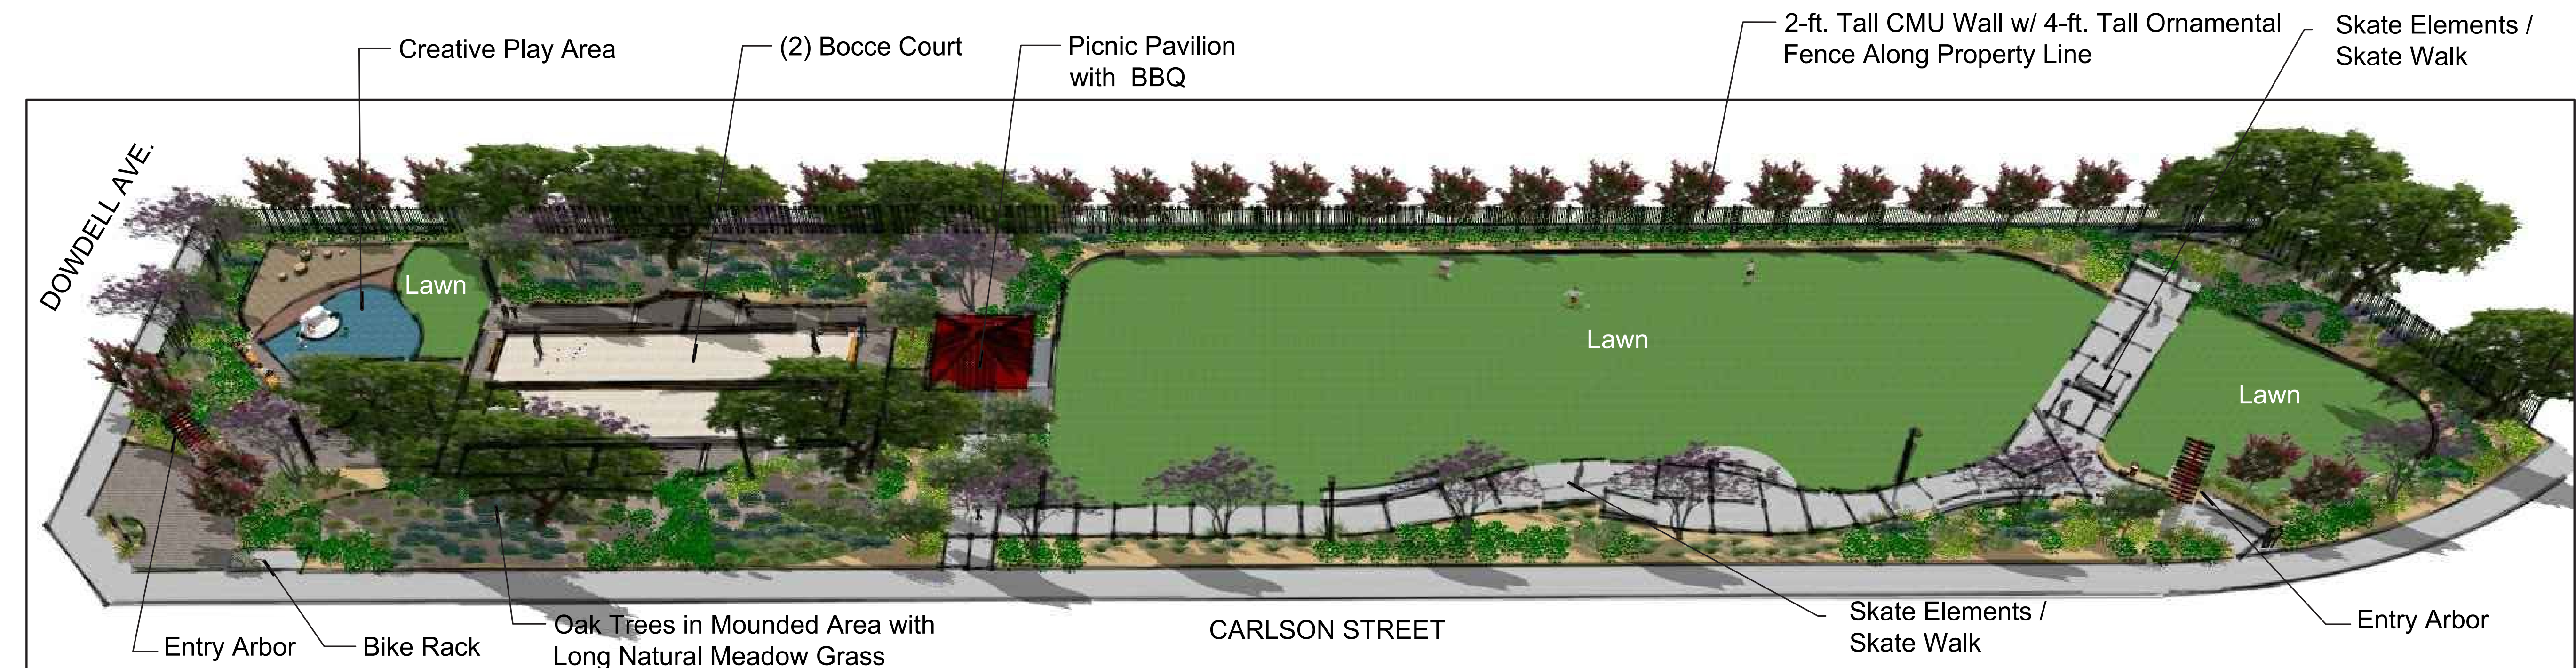 Creative Play Area
(2) Bocce Court
Picnic Pavilion
with BBQ
2-ft. Tall CMU Wall w/ 4-ft. Tall Ornamental
Fence Along Property Line
Skate Elements /
Skate Walk
DOWDELL AVE.
Lawn
Lawn
Lawn
Entry Arbor
Bike Rack
Oak Trees in Mounded Area with
Long Natural Meadow Grass
CARLSON STREET
Skate Elements /
Skate Walk
Entry Arbor